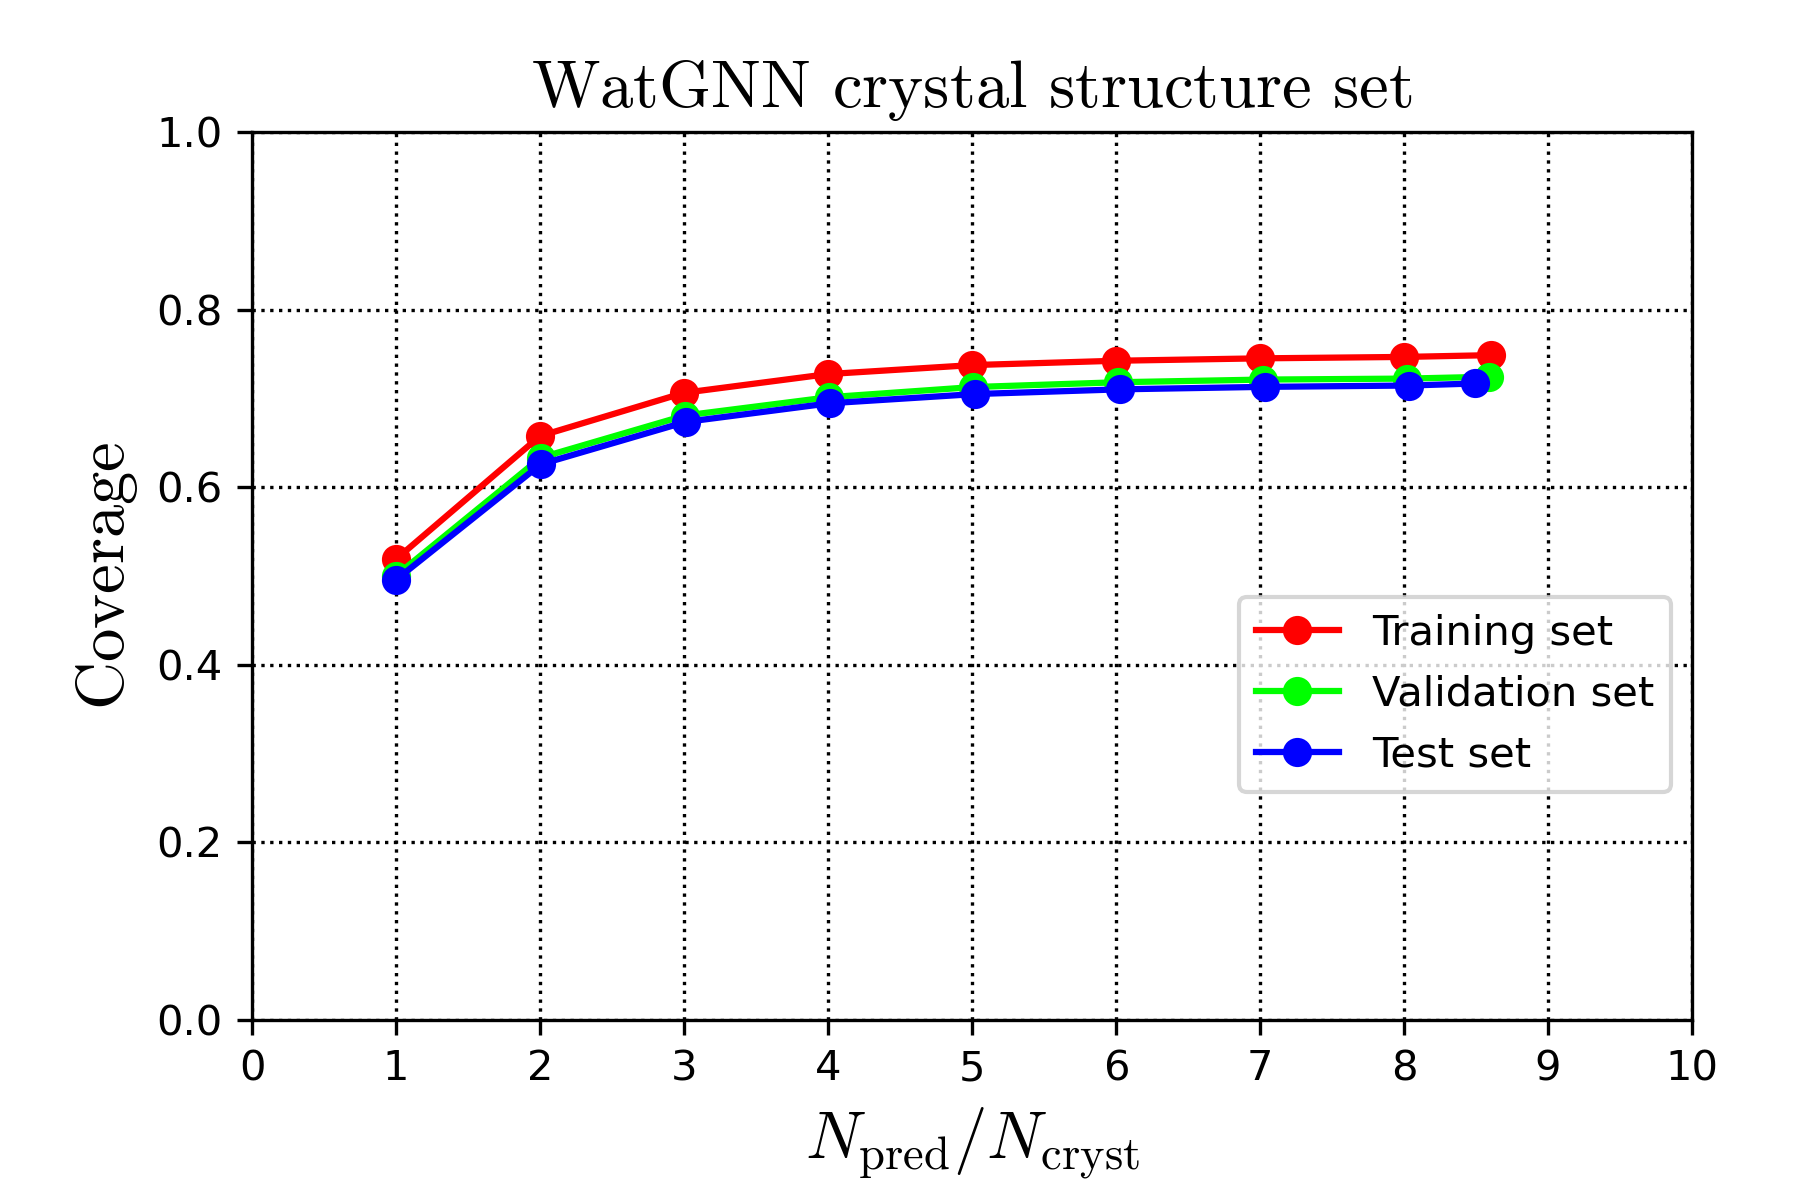 WatGNN crystal structure set
1.0
0.8
0.6
0.4
0.2
0.0
Coverage
0 1 2 3 4 5 6 7 8 9 10
N_pred/N_cryst
Training set
Validation set
Test set